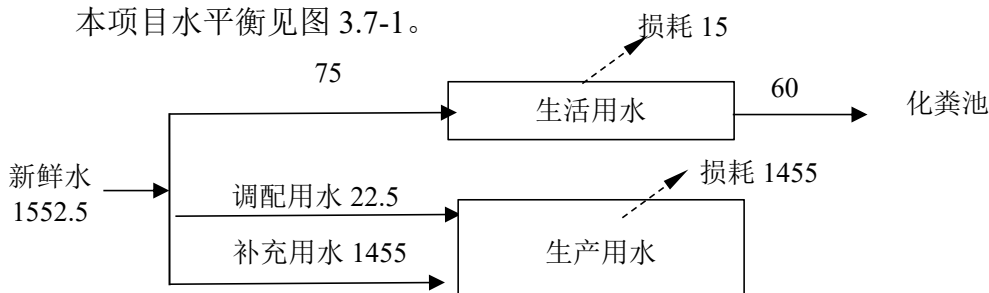 本项目水平衡见图 3.7-1。
损耗 15
75
生活用水
60
化粪池
新鲜水
1552.5
损耗 1455
调配用水 22.5
补充用水 1455
生产用水